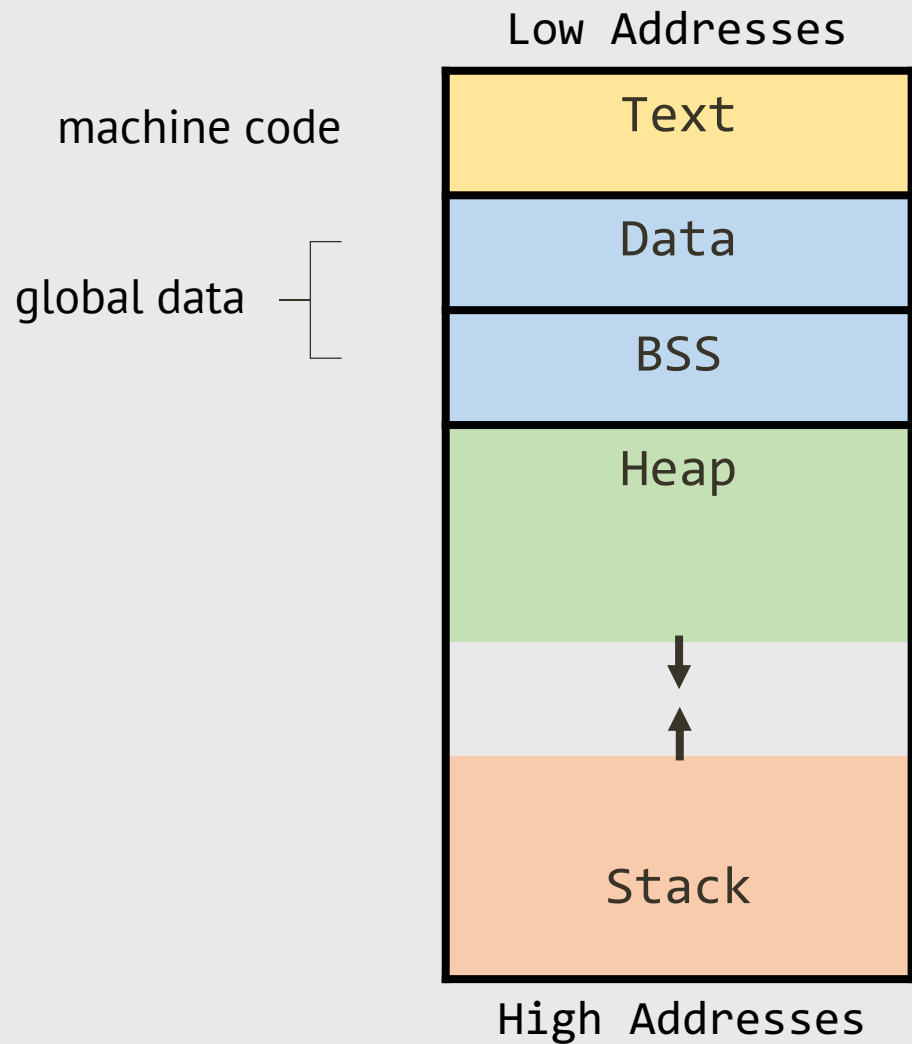 Low Addresses
machine code
Text
Data
global data
BSS
Heap
Stack
High Addresses